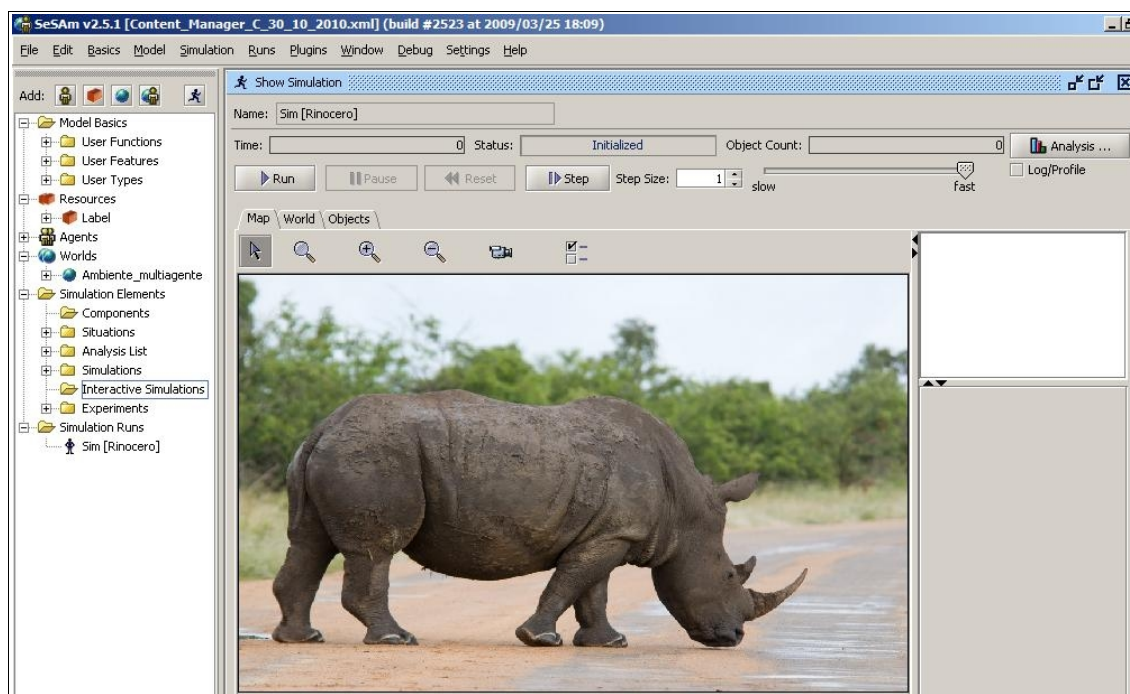 SeSAm v2.5.1 [Content_Manager_C_30_10_2010.xml] (build #2523 at 2009/03/25 18:09)
File Edit Basics Model Simulation Runs Plugins Window Debug Settings Help
Add:
Model Basics
User Functions
User Features
User Types
Resources
Label
Agents
Worlds
Ambiente_multiagente
Simulation Elements
Components
Situations
Analysis List
Simulations
Interactive Simulations
Experiments
Simulation Runs
Sim [Rinocero]
Show Simulation
Name: Sim [Rinocero]
Time: 0 Status: Initialized Object Count: 0 Analysis ...
Run Pause Reset Step Step Size: 1 slow fast Log/Profile
Map World Objects